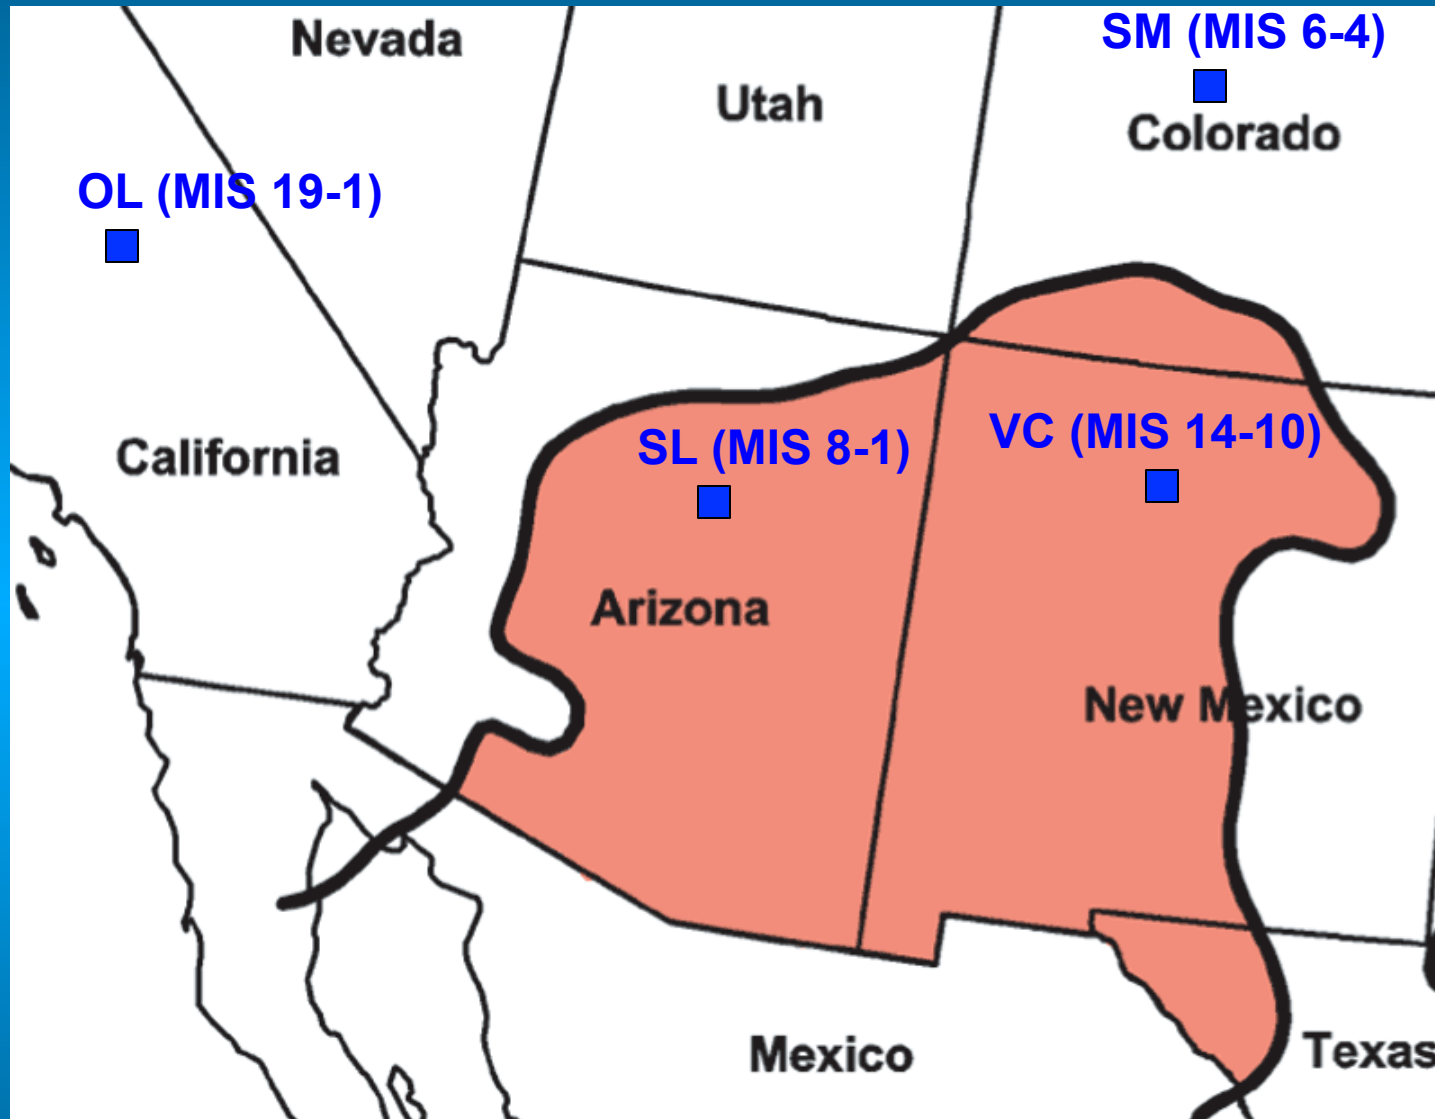 Nevada
SM (MIS 6-4)
Utah
Colorado
OL (MIS 19-1)
California
SL (MIS 8-1)
VC (MIS 14-10)
Arizona
New Mexico
Mexico
Texas